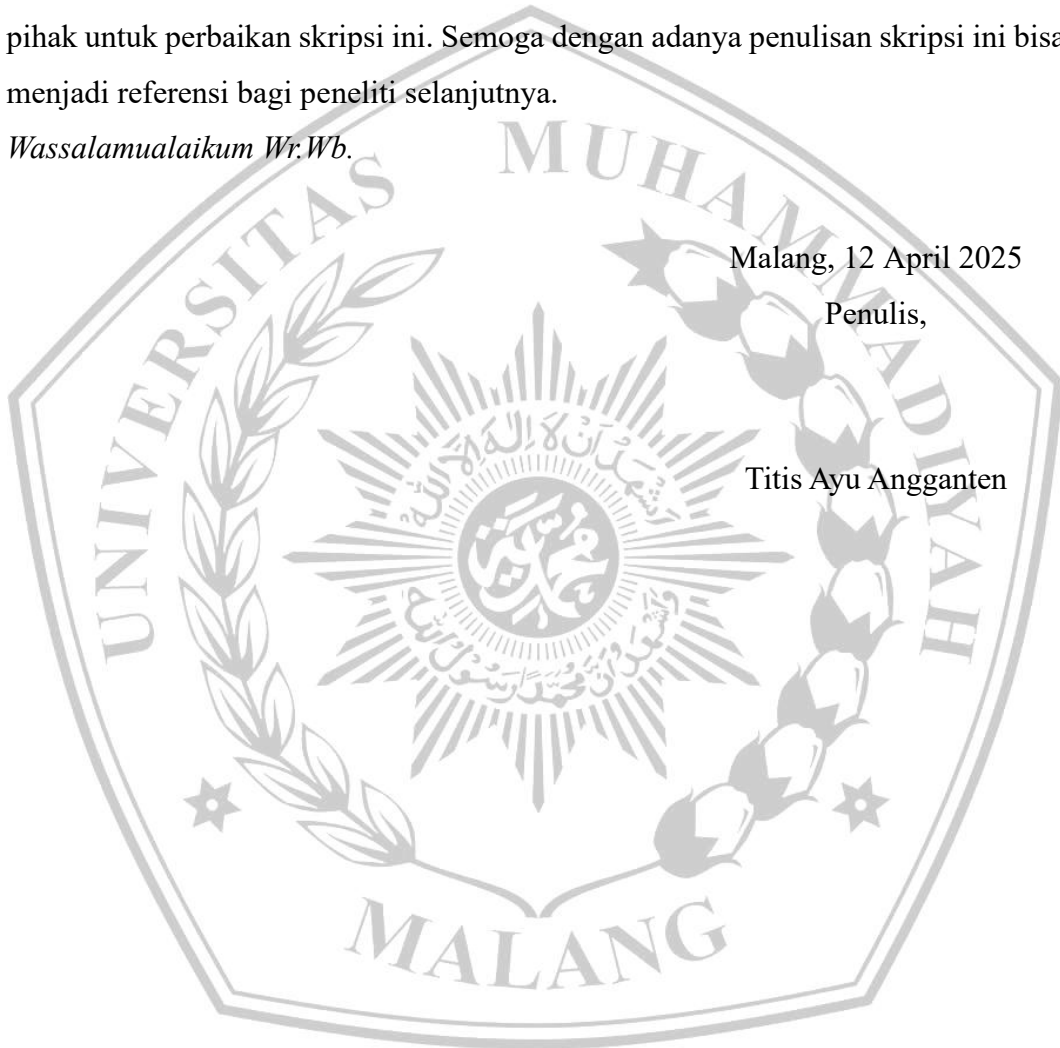 pihak untuk perbaikan skripsi ini. Semoga dengan adanya penulisan skripsi ini bisa
menjadi referensi bagi peneliti selanjutnya.
Wassalamualaikum Wr.Wb.
Malang, 12 April 2025
Penulis,
Titis Ayu Angganten
UNIVERSITAS MUHAMMADIYAH
MALANG